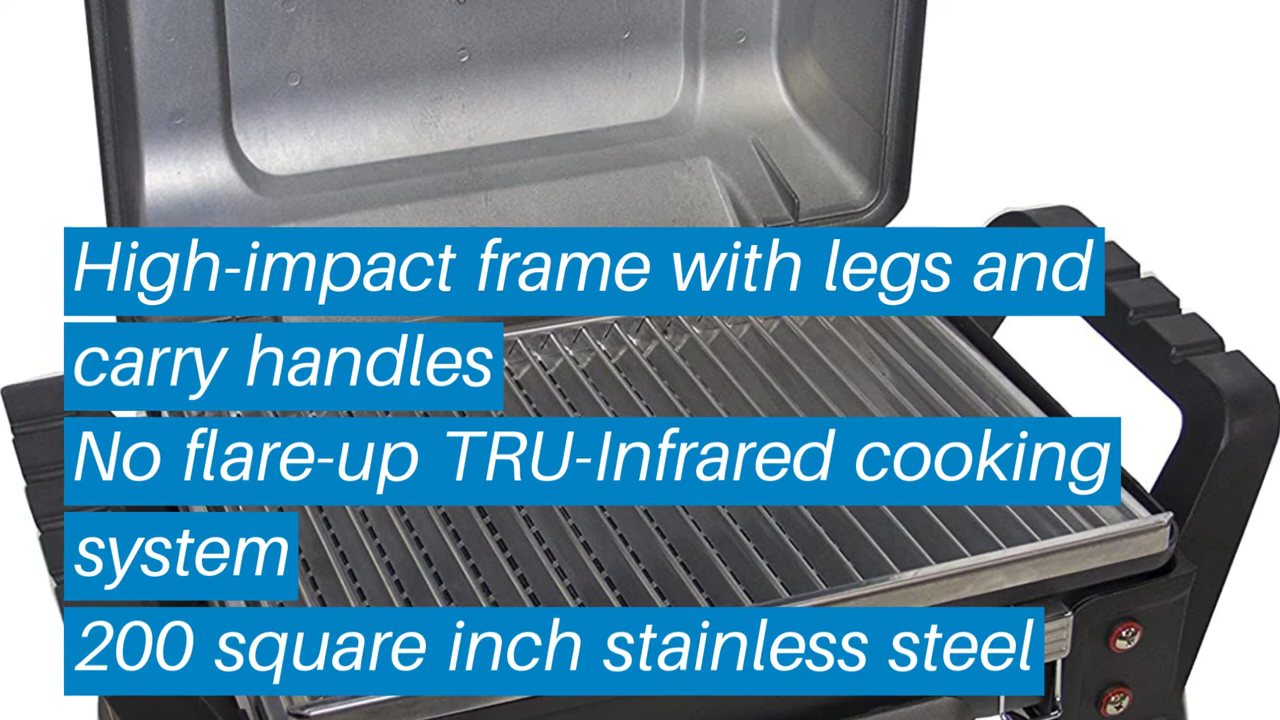 High-impact frame with legs and
carry handles
No flare-up TRU-Infrared cooking
system
200 square inch stainless steel